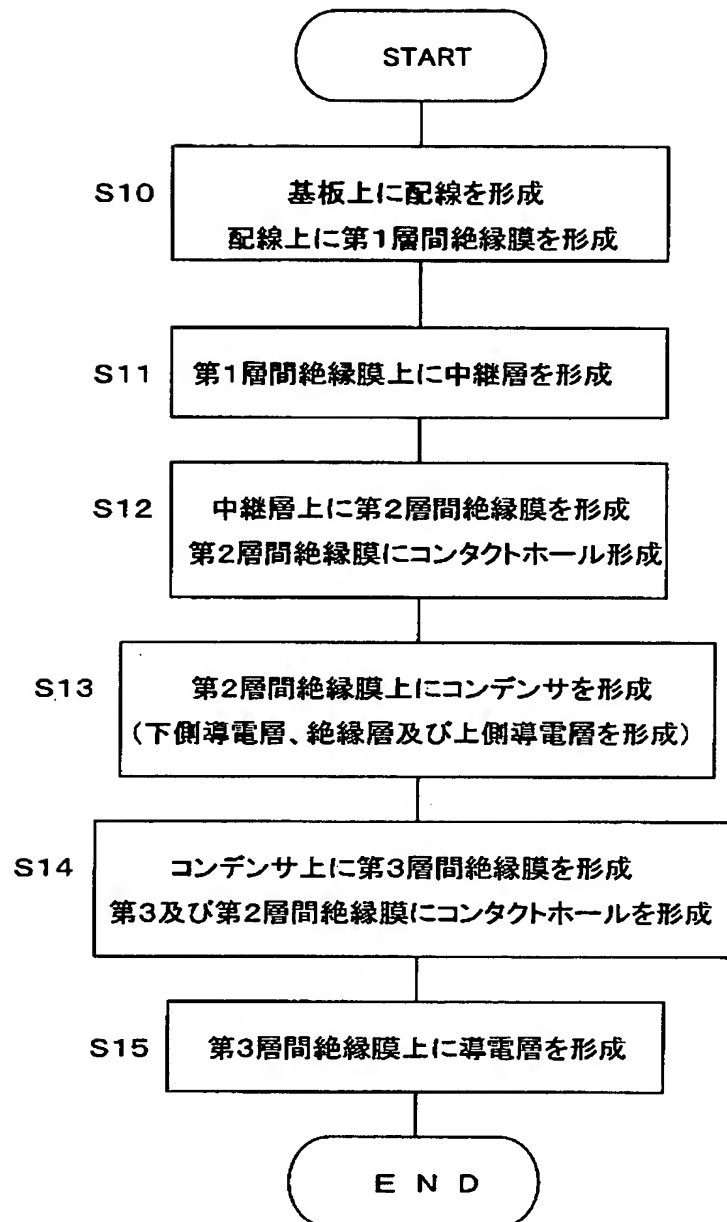 START
S10
基板上に配線を形成
配線上に第1層間絶縁膜を形成
S11
第1層間絶縁膜上に中継層を形成
S12
中継層上に第2層間絶縁膜を形成
第2層間絶縁膜にコンタクトホール形成
S13
第2層間絶縁膜上にコンデンサを形成
(下側導電層、絶縁層及び上側導電層を形成)
S14
コンデンサ上に第3層間絶縁膜を形成
第3及び第2層間絶縁膜にコンタクトホールを形成
S15
第3層間絶縁膜上に導電層を形成
END